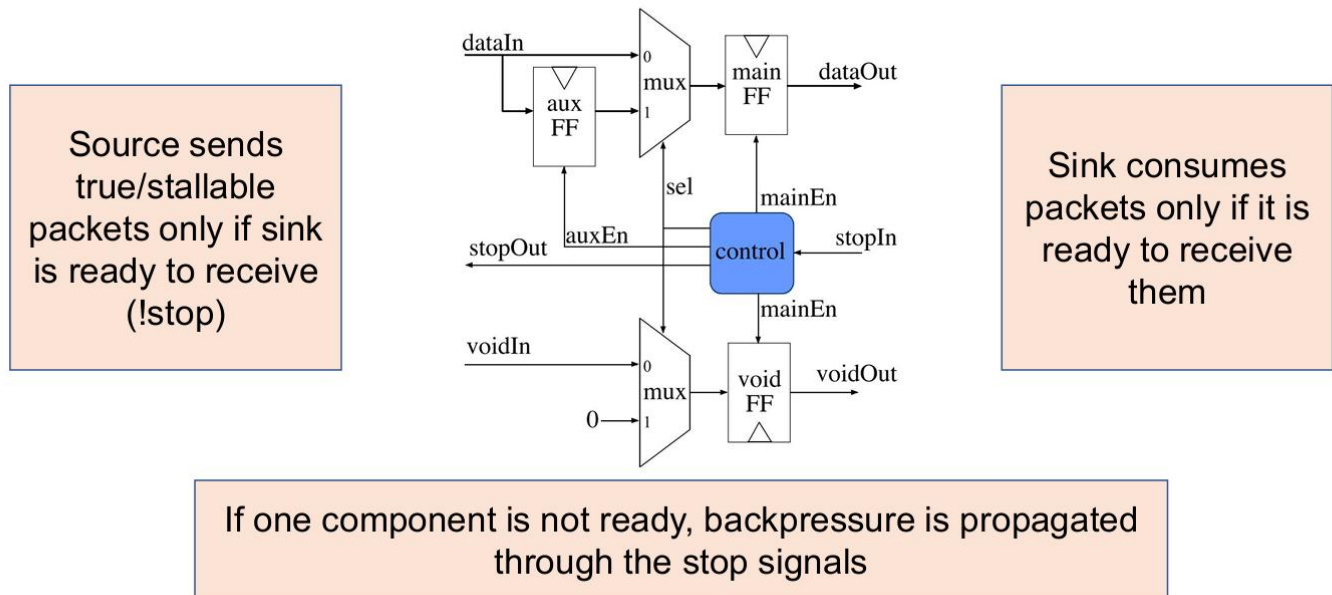 Source sends
true/stallable
packets only if sink
is ready to receive
(!stop)
dataIn
0
mux
1
aux
FF
main
FF
dataOut
sel
mainEn
auxEn
stopOut
control
stopIn
mainEn
voidIn
0
mux
0
1
void
FF
voidOut
Sink consumes
packets only if it is
ready to receive
them
If one component is not ready, backpressure is propagated
through the stop signals